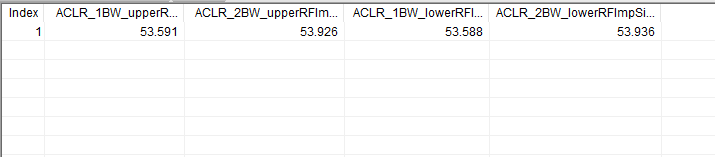 Index ACLR_1BW_upperR... ACLR_2BW_upperRFIm... ACLR_1BW_lowerRFI... ACLR_2BW_lowerRFImpSi...
1 53.591 53.926 53.588 53.936